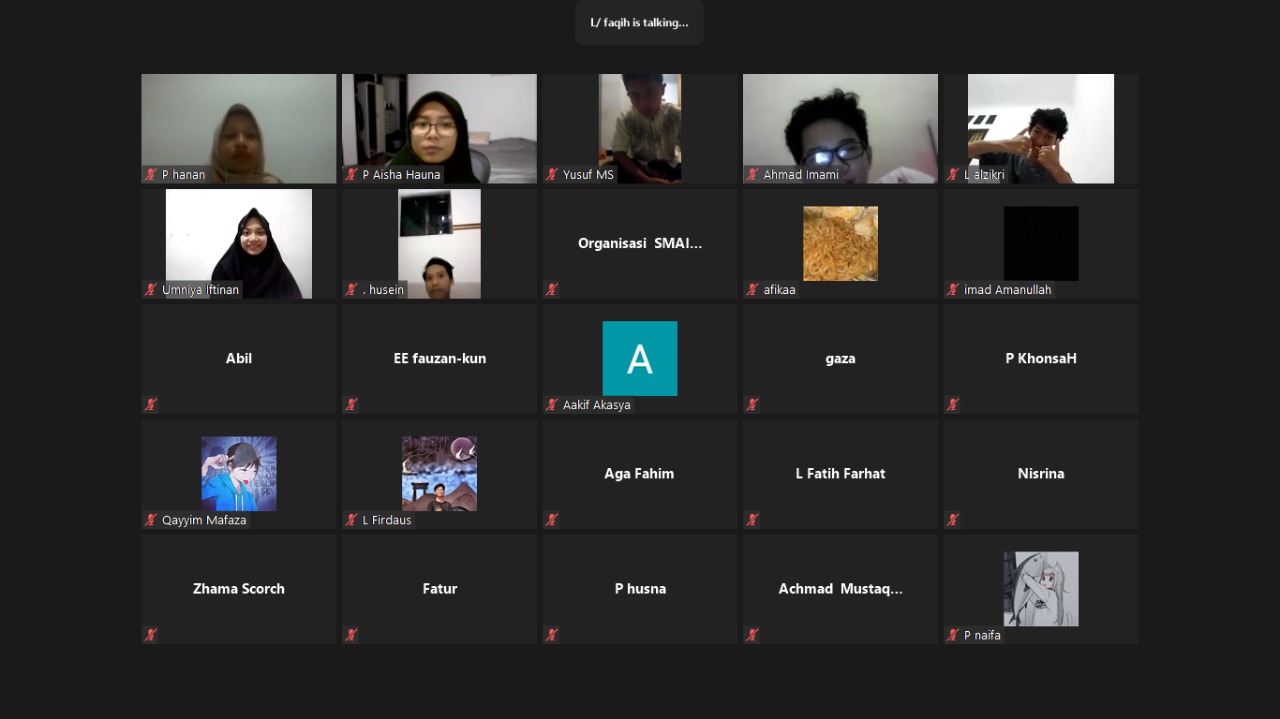 L/ faqih is talking...
P hanan
P Aisha Hauna
Yusuf MS
Ahmad Imami
L alzikri
Umniya Iftinan
. husein
Organisasi SMAI...
afikaa
imad Amanullah
Abil
EE fauzan-kun
A
Aakif Akasya
gaza
P KhonsaH
Qayyim Mafaza
L Firdaus
Aga Fahim
L Fatih Farhat
Nisrina
Zhama Scorch
Fatur
P husna
Achmad Mustaq...
P naifa